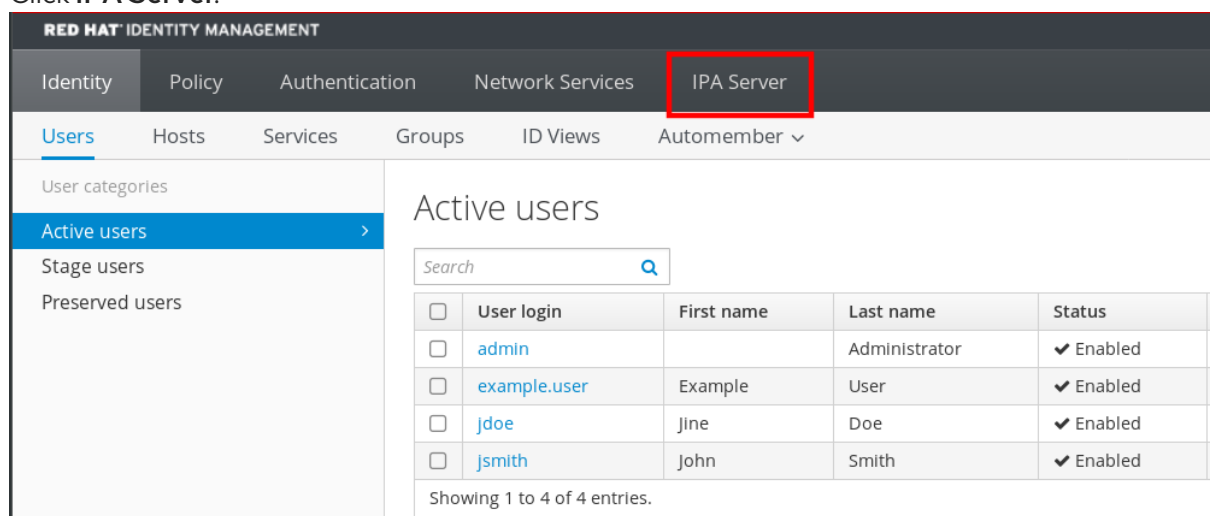 Click IPA Server.
RED HAT® IDENTITY MANAGEMENT
Identity Policy Authentication Network Services IPA Server
Users Hosts Services Groups ID Views Automember
User categories
Active users
Stage users
Preserved users
Active users
Search
User login First name Last name Status
admin Administrator Enabled
example.user Example User Enabled
jdoe Jine Doe Enabled
jsmith John Smith Enabled
Showing 1 to 4 of 4 entries.